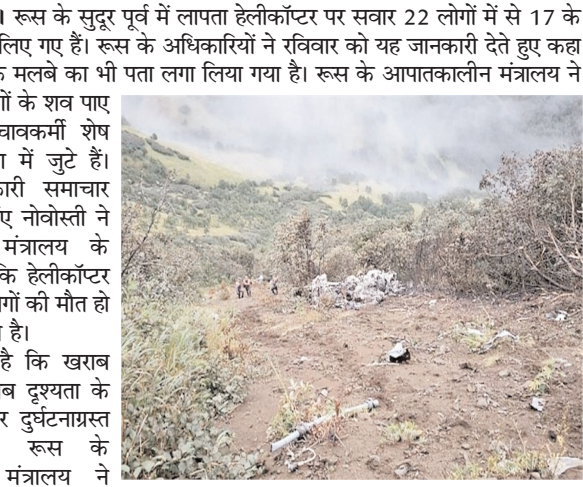 । रूस के सुदूर पूर्व में लापता हेलीकॉप्टर पर सवार 22 लोगों में से 17 के
लिए गए हैं। रूस के अधिकारियों ने रविवार को यह जानकारी देते हुए कहा
मलबे का भी पता लगा लिया गया है। रूस के आपातकालीन मंत्रालय ने
के शव पाए
शेष
में जुटे हैं।
समाचार
नोवोस्ती ने
मंत्रालय के
हेलीकॉप्टर
की मौत हो
है।
है कि खराब
दृश्यता के
दुर्घटनाग्रस्त
रूस के
मंत्रालय ने